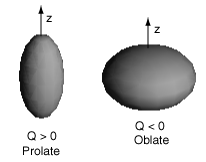 z
z
Q > 0
Prolate
Q < 0
Oblate